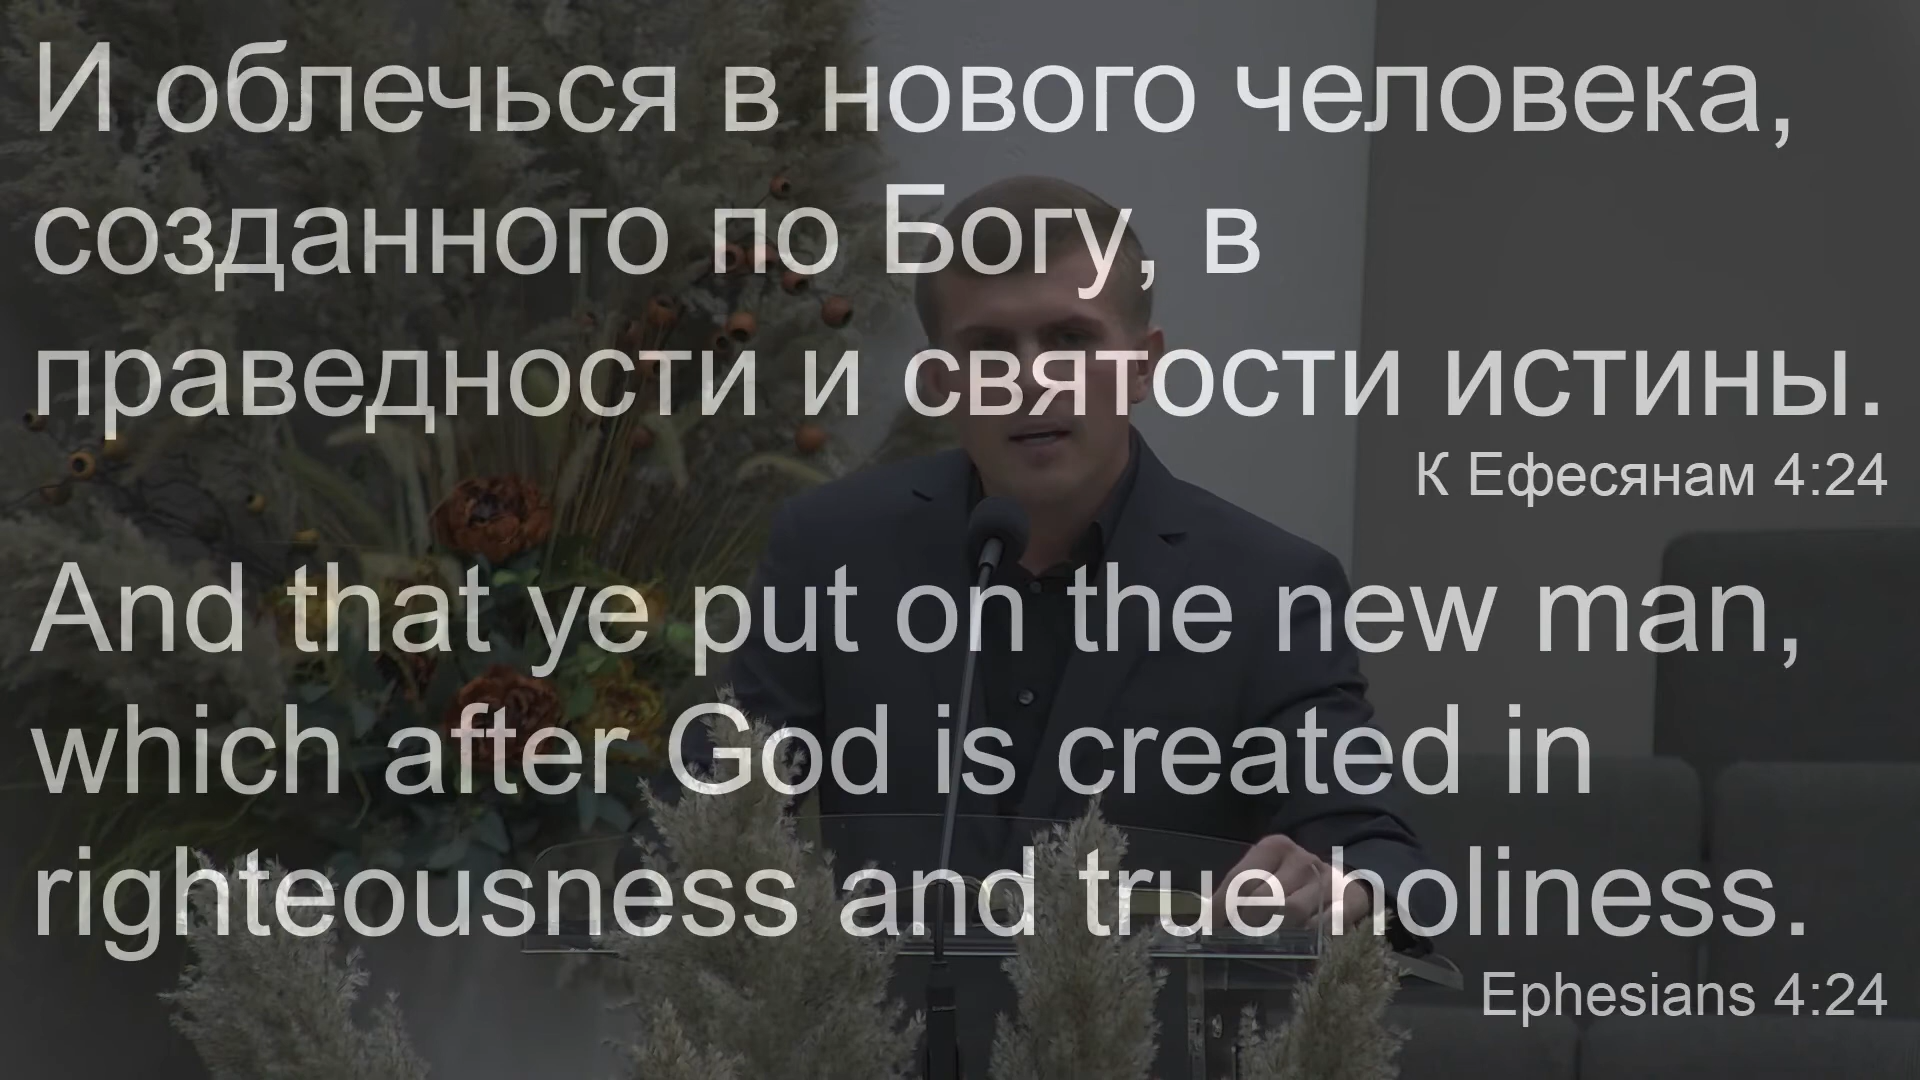 И облечься в нового человека,
созданного по Богу, в
праведности и святости истины.
К Ефесянам 4:24
And that ye put on the new man,
which after God is created in
righteousness and true holiness.
Ephesians 4:24